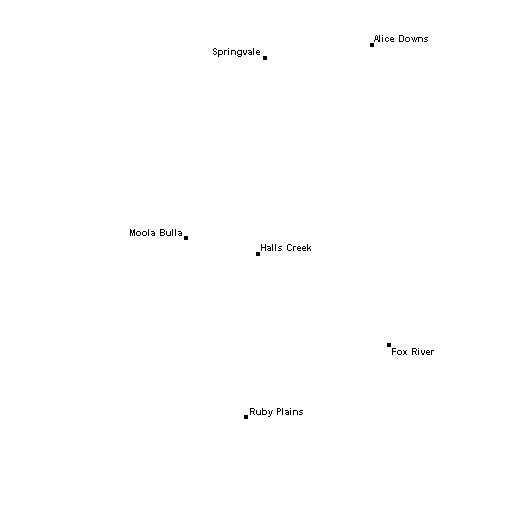 Alice Downs
Springvale
Moola Bulla
Halls Creek
Fox River
Ruby Plains